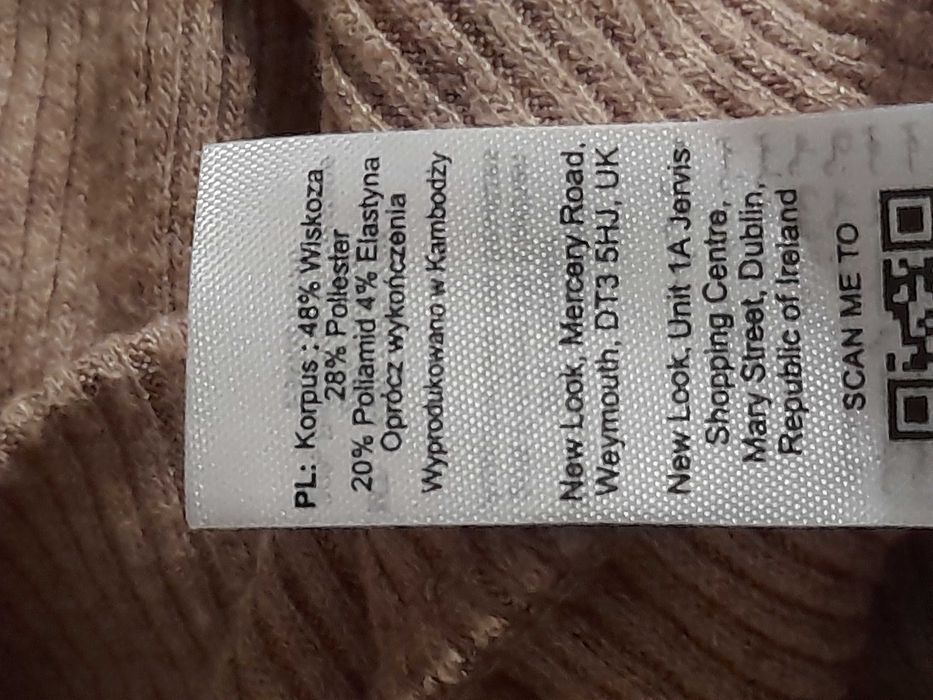 PL: Korpus : 48% Wiskoza
28% Poliester
20% Poliamid 4% Elastyna
Oprócz wykończenia
Wyprodukowano w Kambodży
New Look, Mercery Road,
Weymouth, DT3 5HJ, UK
New Look, Unit 1A Jervis
Shopping Centre,
Mary Street, Dublin,
Republic of Ireland
SCAN ME TO